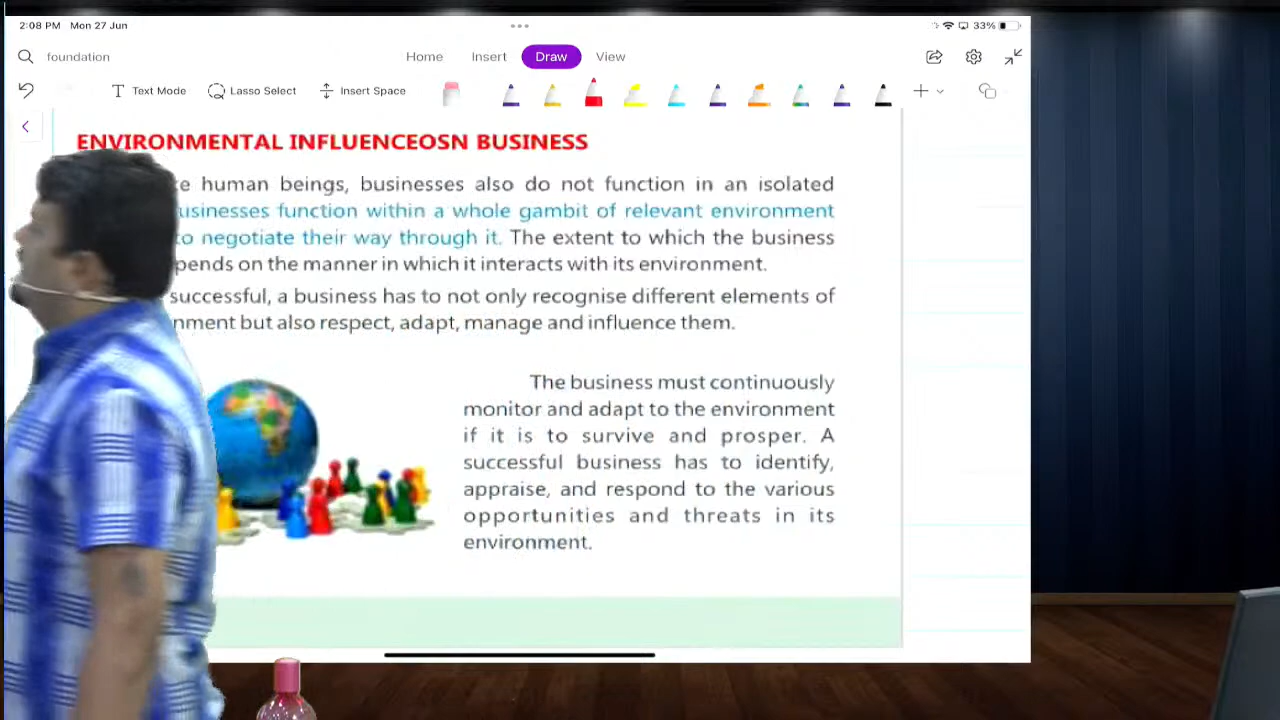 2:08 PM Mon 27 Jun
33%
foundation
Home Insert Draw View
Text Mode Lasso Select Insert Space
ENVIRONMENTAL INFLUENCEOSN BUSINESS
human beings, businesses also do not function in an isolated
usinesses function within a whole gambit of relevant environment
to negotiate their way through it. The extent to which the business
pends on the manner in which it interacts with its environment.
successful, a business has to not only recognise different elements of
nment but also respect, adapt, manage and influence them.
The business must continuously
monitor and adapt to the environment
if it is to survive and prosper. A
successful business has to identify,
appraise, and respond to the various
opportunities and threats in its
environment.